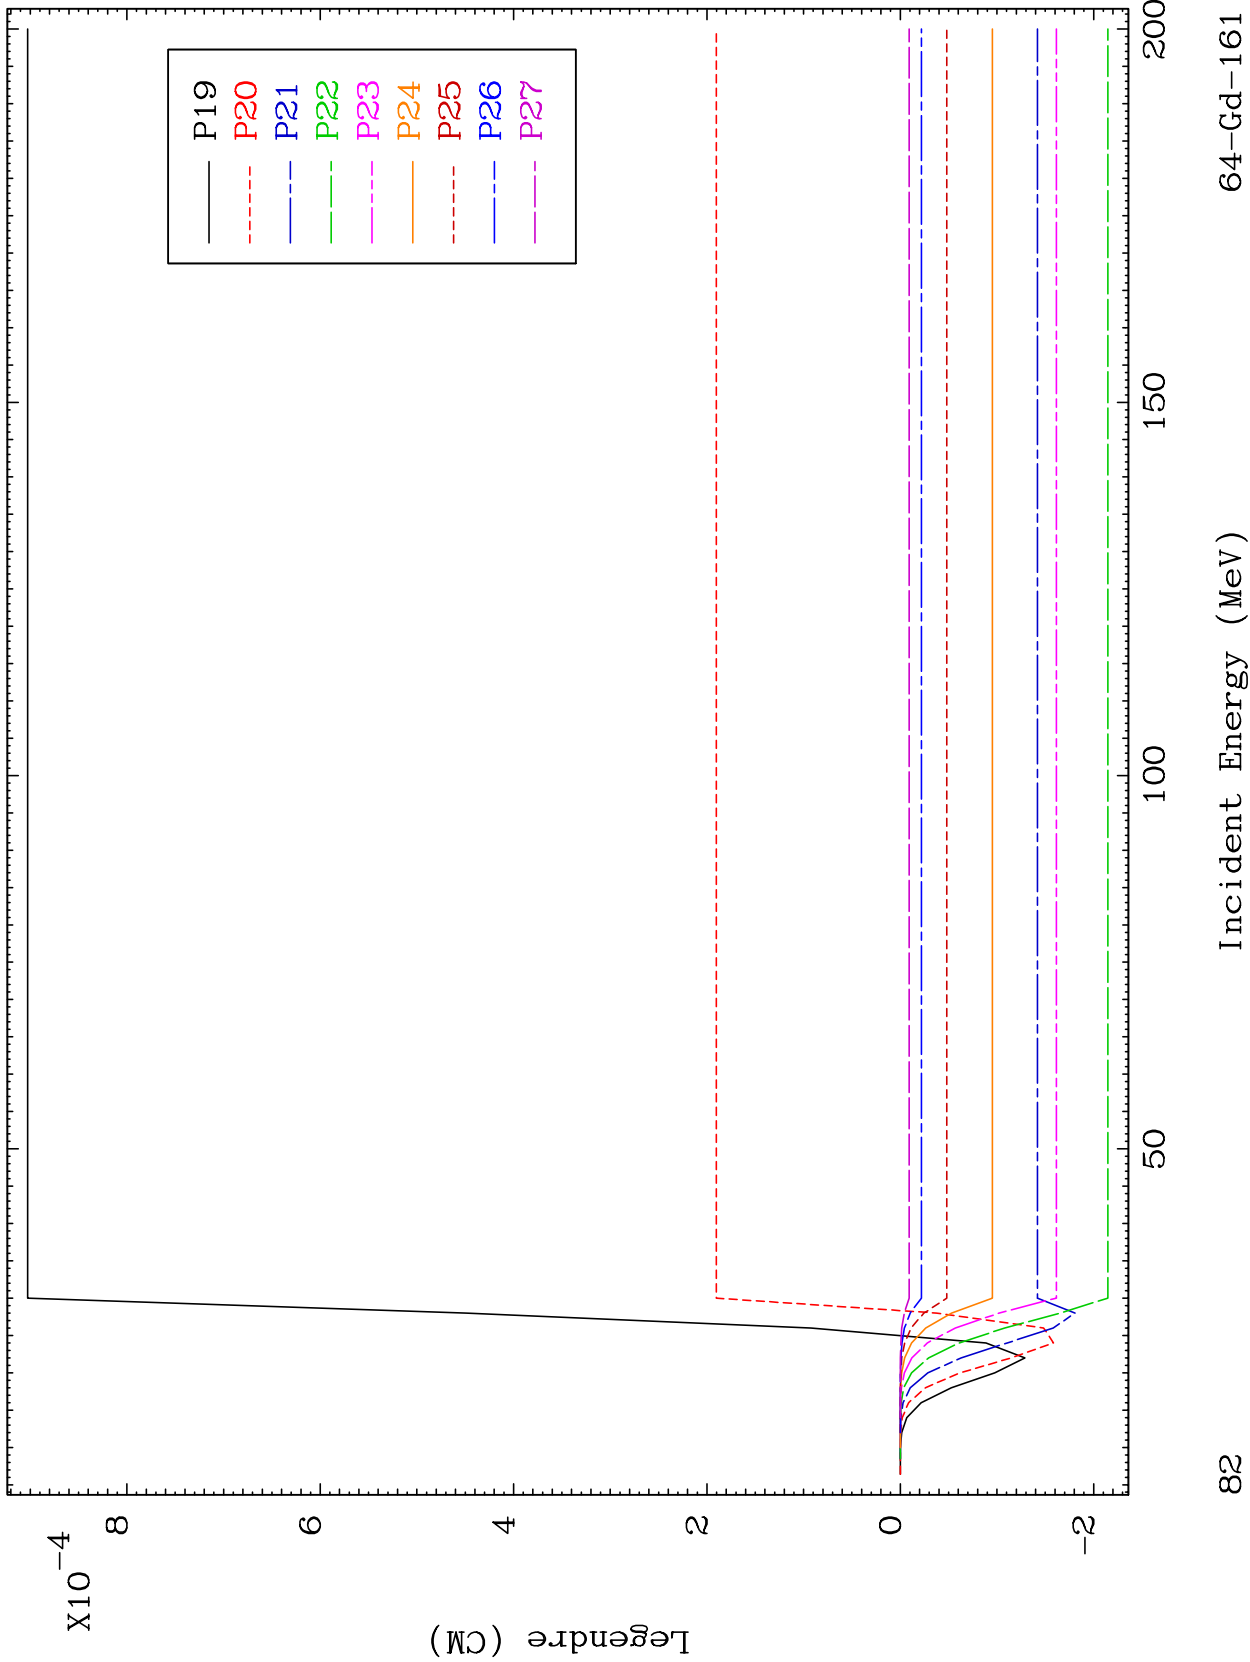 X10
-4
8
6
4
2
0
-2
Legendre (CM)
P19
P20
P21
P22
P23
P24
P25
P26
P27
50
100
150
200
Incident Energy (MeV)
82
64-Gd-161